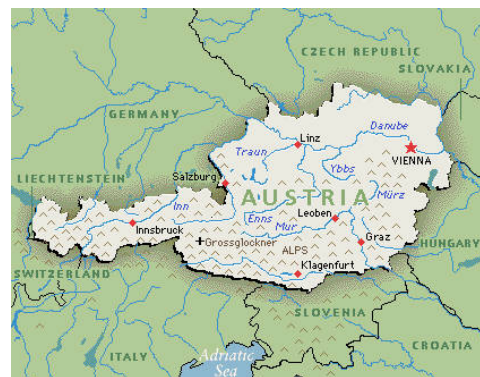 CZECH REPUBLIC
SLOVAKIA
GERMANY
Danube
Linz
Traun
VIENNA
Ybbs
Salzburg
LIECHTENSTEIN
AUSTRIA
Mürz
Inn
Enns
Leoben
Mur
Innsbruck
Grossglockner
Graz
HUNGARY
ALPS
SWITZERLAND
Klagenfurt
SLOVENIA
CROATIA
ITALY
Adriatic
Sea